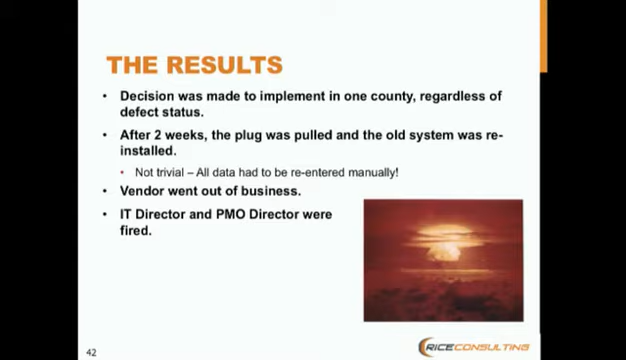 THE RESULTS
• Decision was made to implement in one county, regardless of
defect status.
• After 2 weeks, the plug was pulled and the old system was re-
installed.
• Not trivial – All data had to be re-entered manually!
• Vendor went out of business.
• IT Director and PMO Director were
fired.
42
RICECONSULTING